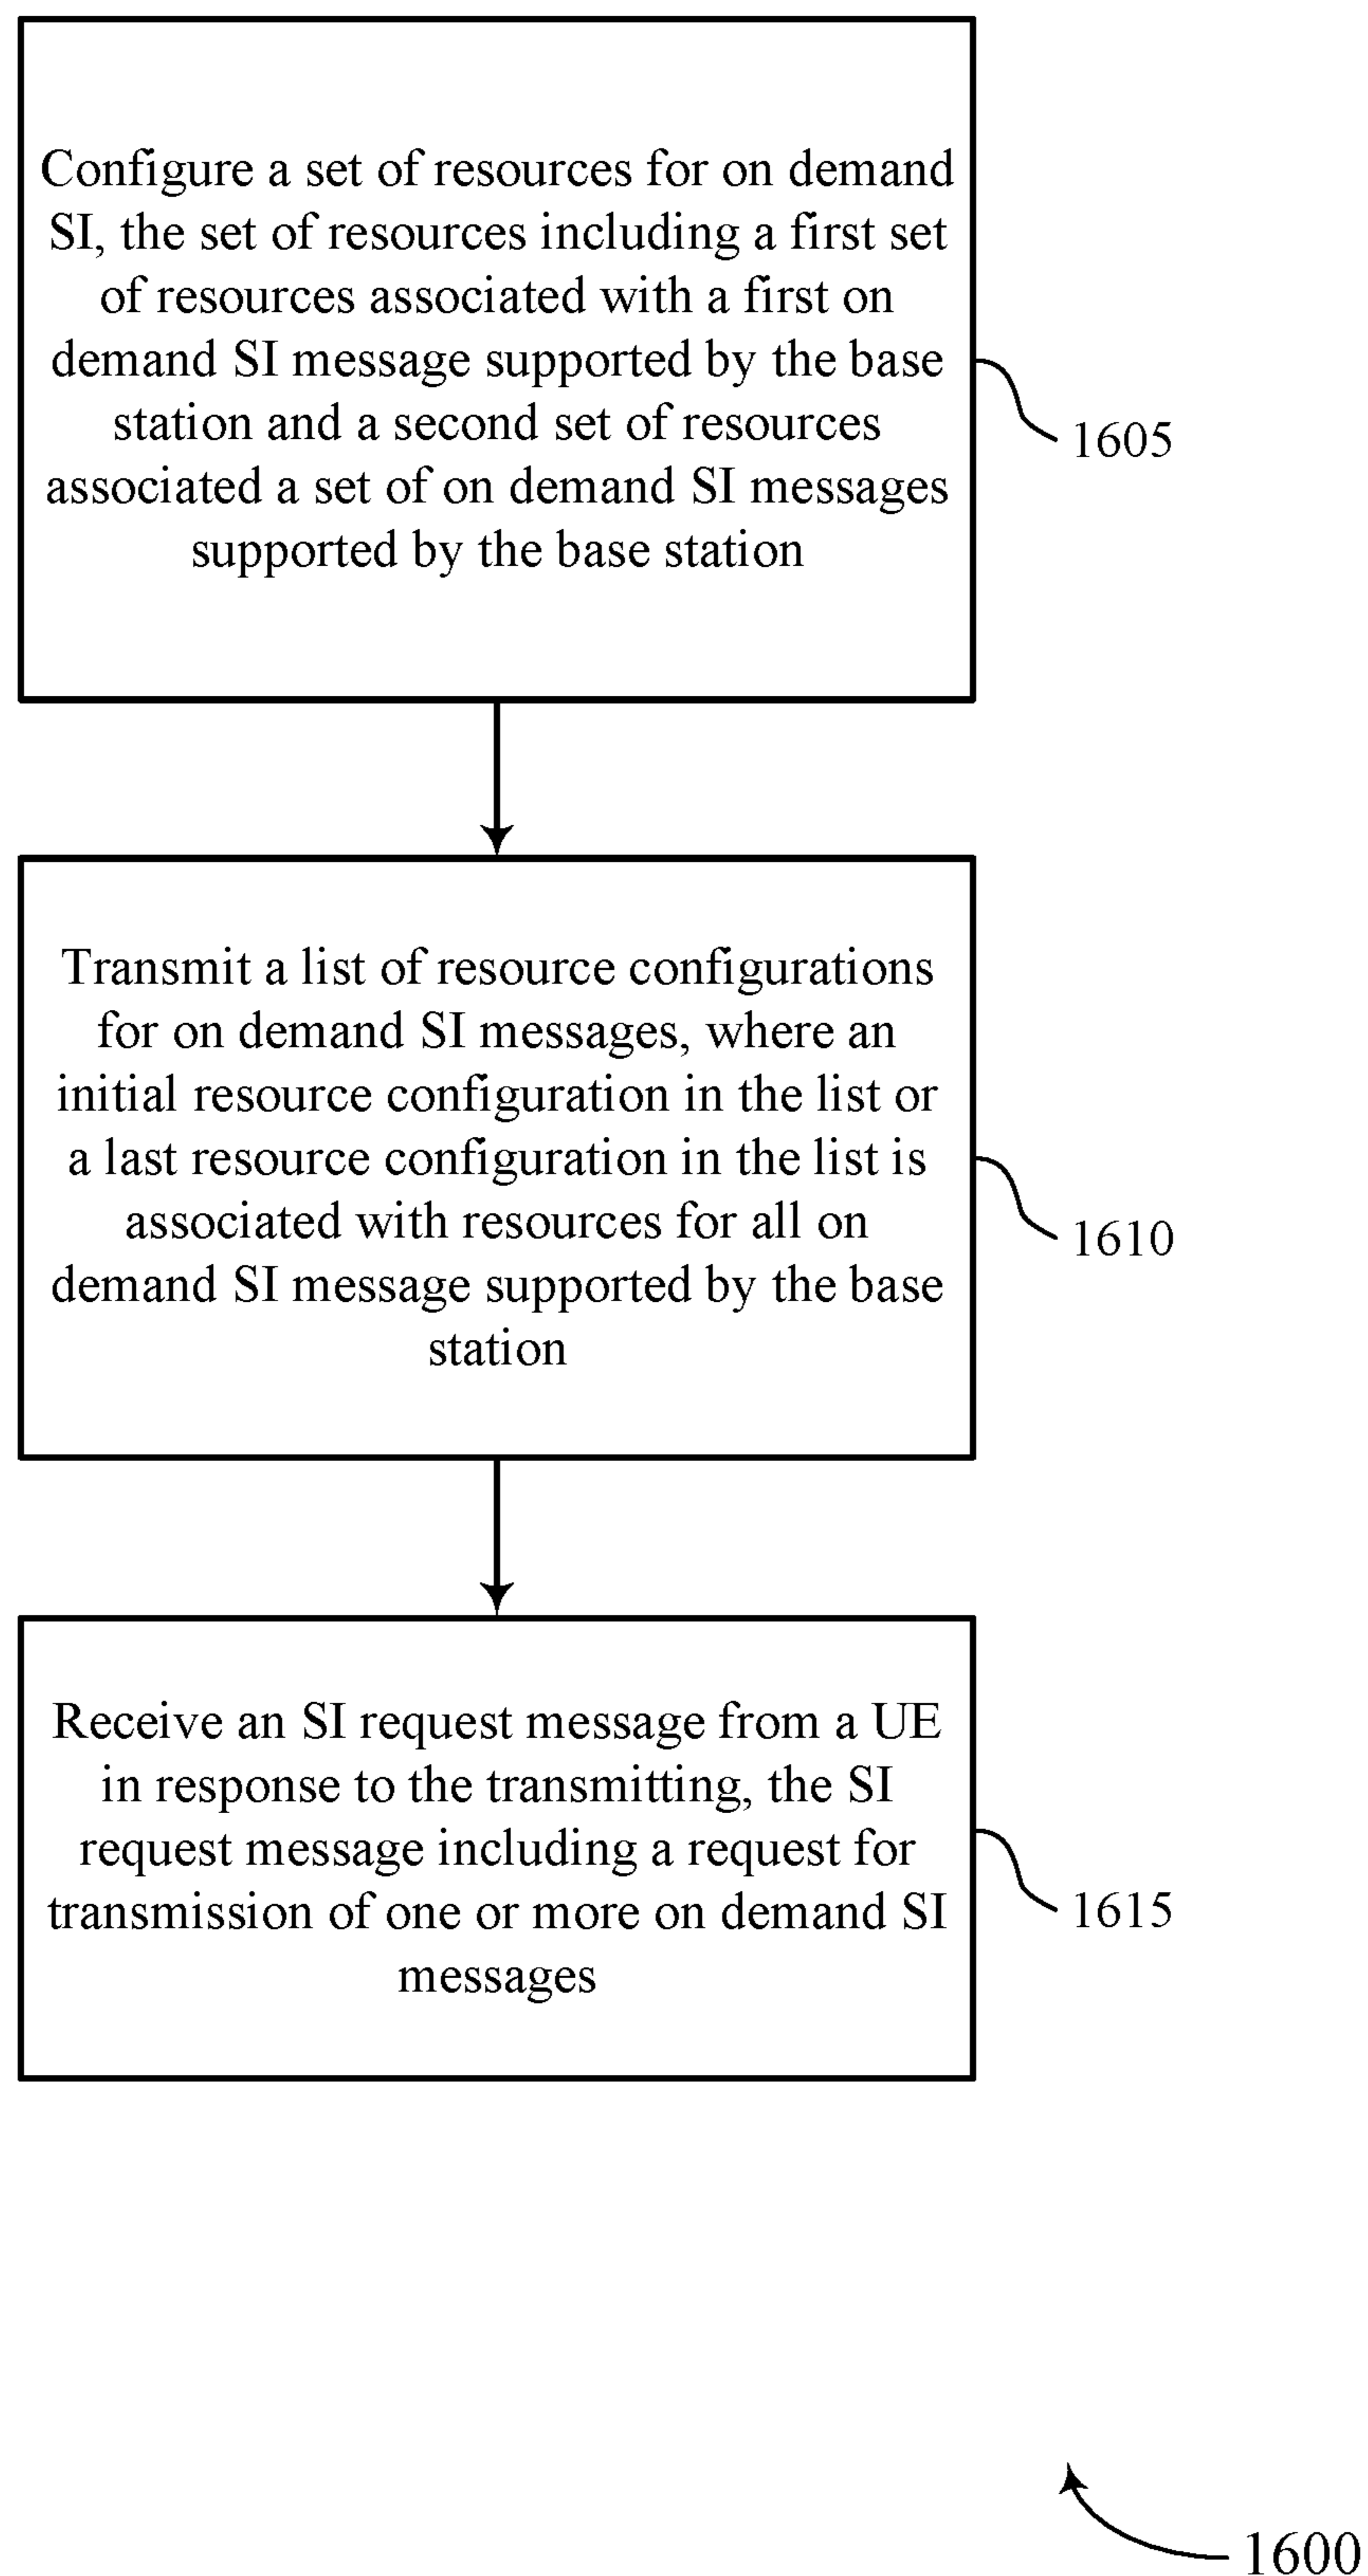 Configure a set of resources for on demand
SI, the set of resources including a first set
of resources associated with a first on
demand SI message supported by the base
station and a second set of resources
associated a set of on demand SI messages
supported by the base station
1605
Transmit a list of resource configurations
for on demand SI messages, where an
initial resource configuration in the list or
a last resource configuration in the list is
associated with resources for all on
demand SI message supported by the base
station
1610
Receive an SI request message from a UE
in response to the transmitting, the SI
request message including a request for
transmission of one or more on demand SI
messages
1615
1600